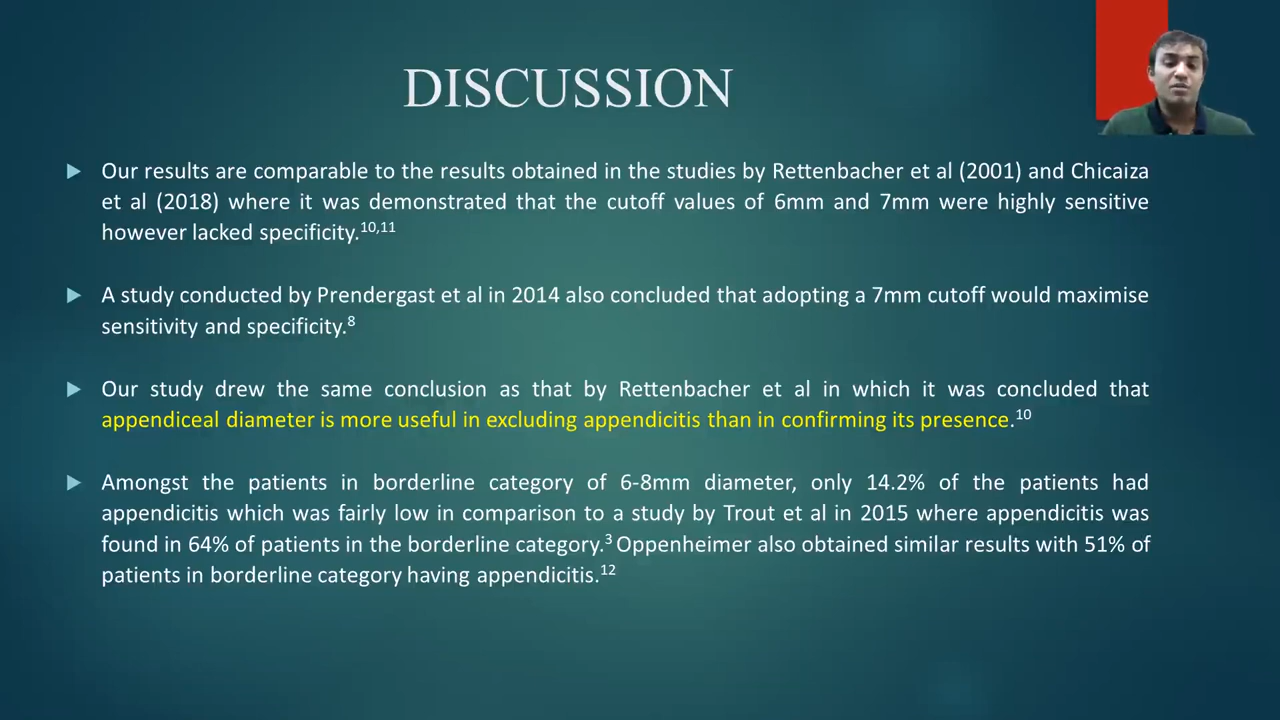 DISCUSSION
Our results are comparable to the results obtained in the studies by Rettenbacher et al (2001) and Chicaiza
et al (2018) where it was demonstrated that the cutoff values of 6mm and 7mm were highly sensitive
however lacked specificity.10,11
A study conducted by Prendergast et al in 2014 also concluded that adopting a 7mm cutoff would maximise
sensitivity and specificity.8
Our study drew the same conclusion as that by Rettenbacher et al in which it was concluded that
appendiceal diameter is more useful in excluding appendicitis than in confirming its presence.10
Amongst the patients in borderline category of 6-8mm diameter, only 14.2% of the patients had
appendicitis which was fairly low in comparison to a study by Trout et al in 2015 where appendicitis was
found in 64% of patients in the borderline category.3 Oppenheimer also obtained similar results with 51% of
patients in borderline category having appendicitis.12